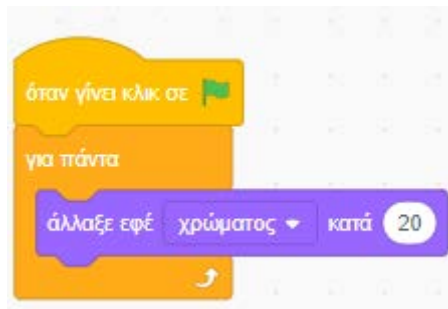 όταν γίνει κλικ σε
για πάντα
άλλαξε εφέ χρώματος κατά 20